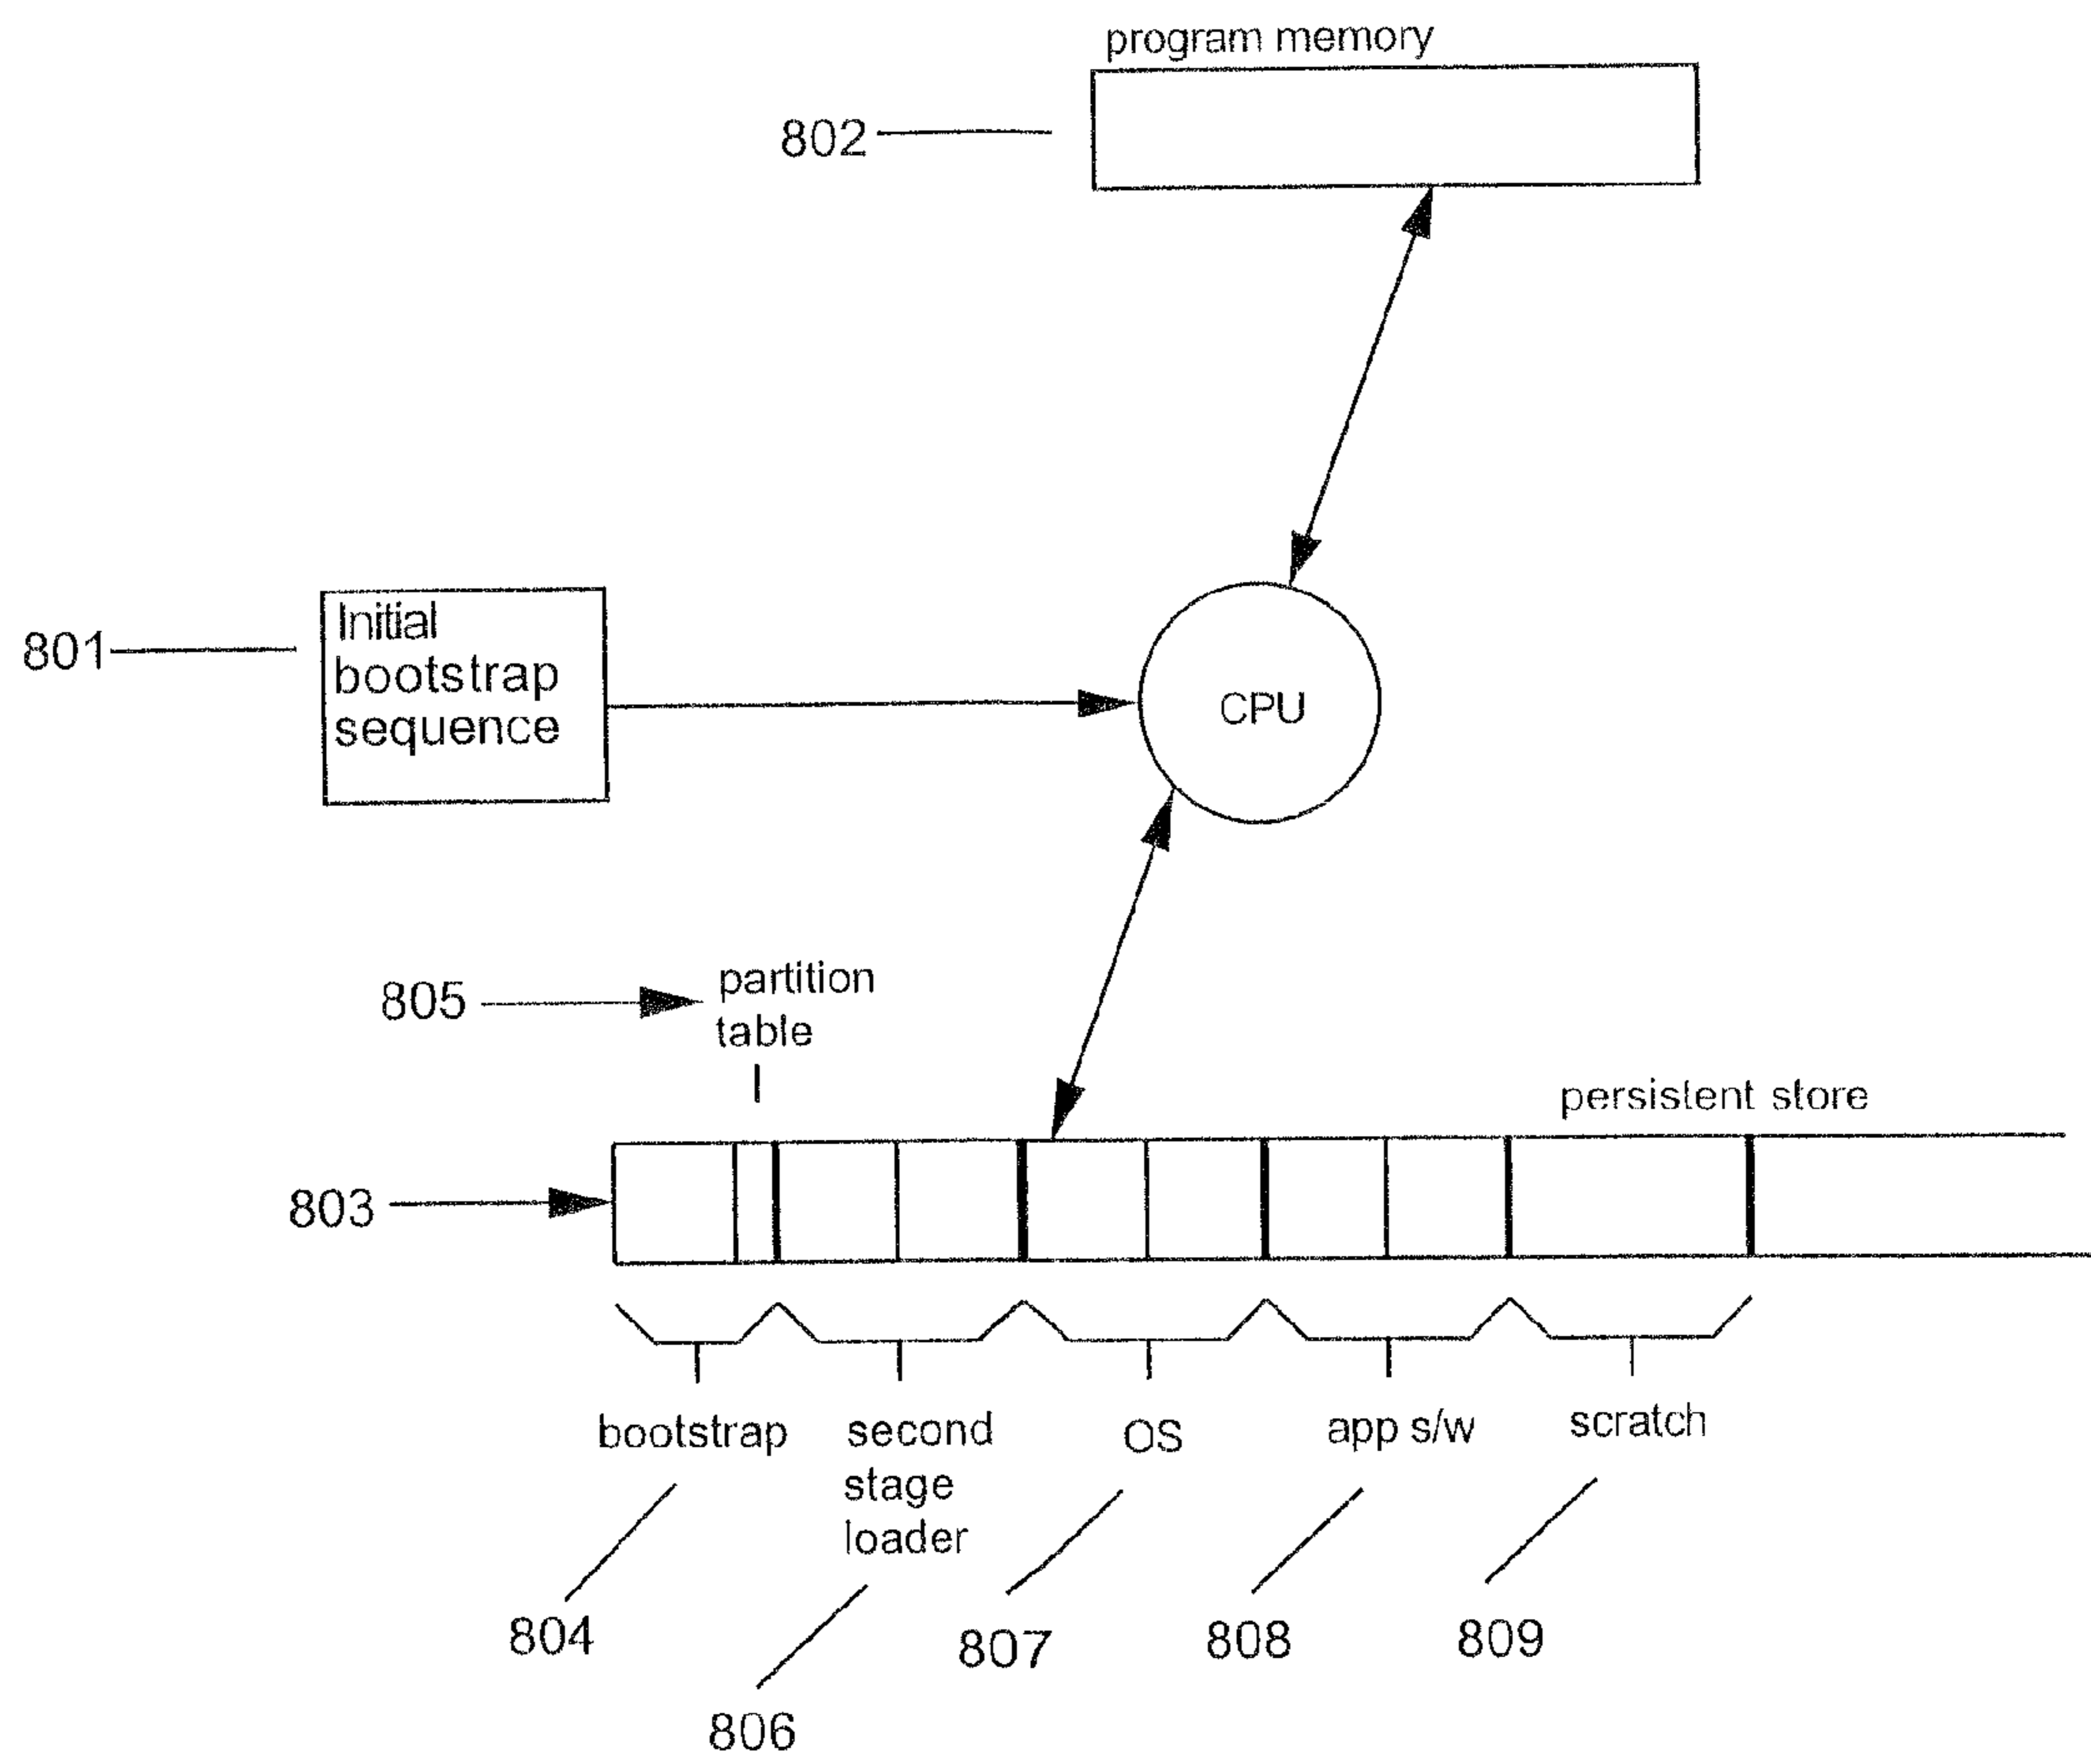 program memory
802
801
Initial
bootstrap
sequence
CPU
805
partition
table
persistent store
803
bootstrap
second
stage
loader
OS
app s/w
scratch
804
806
807
808
809